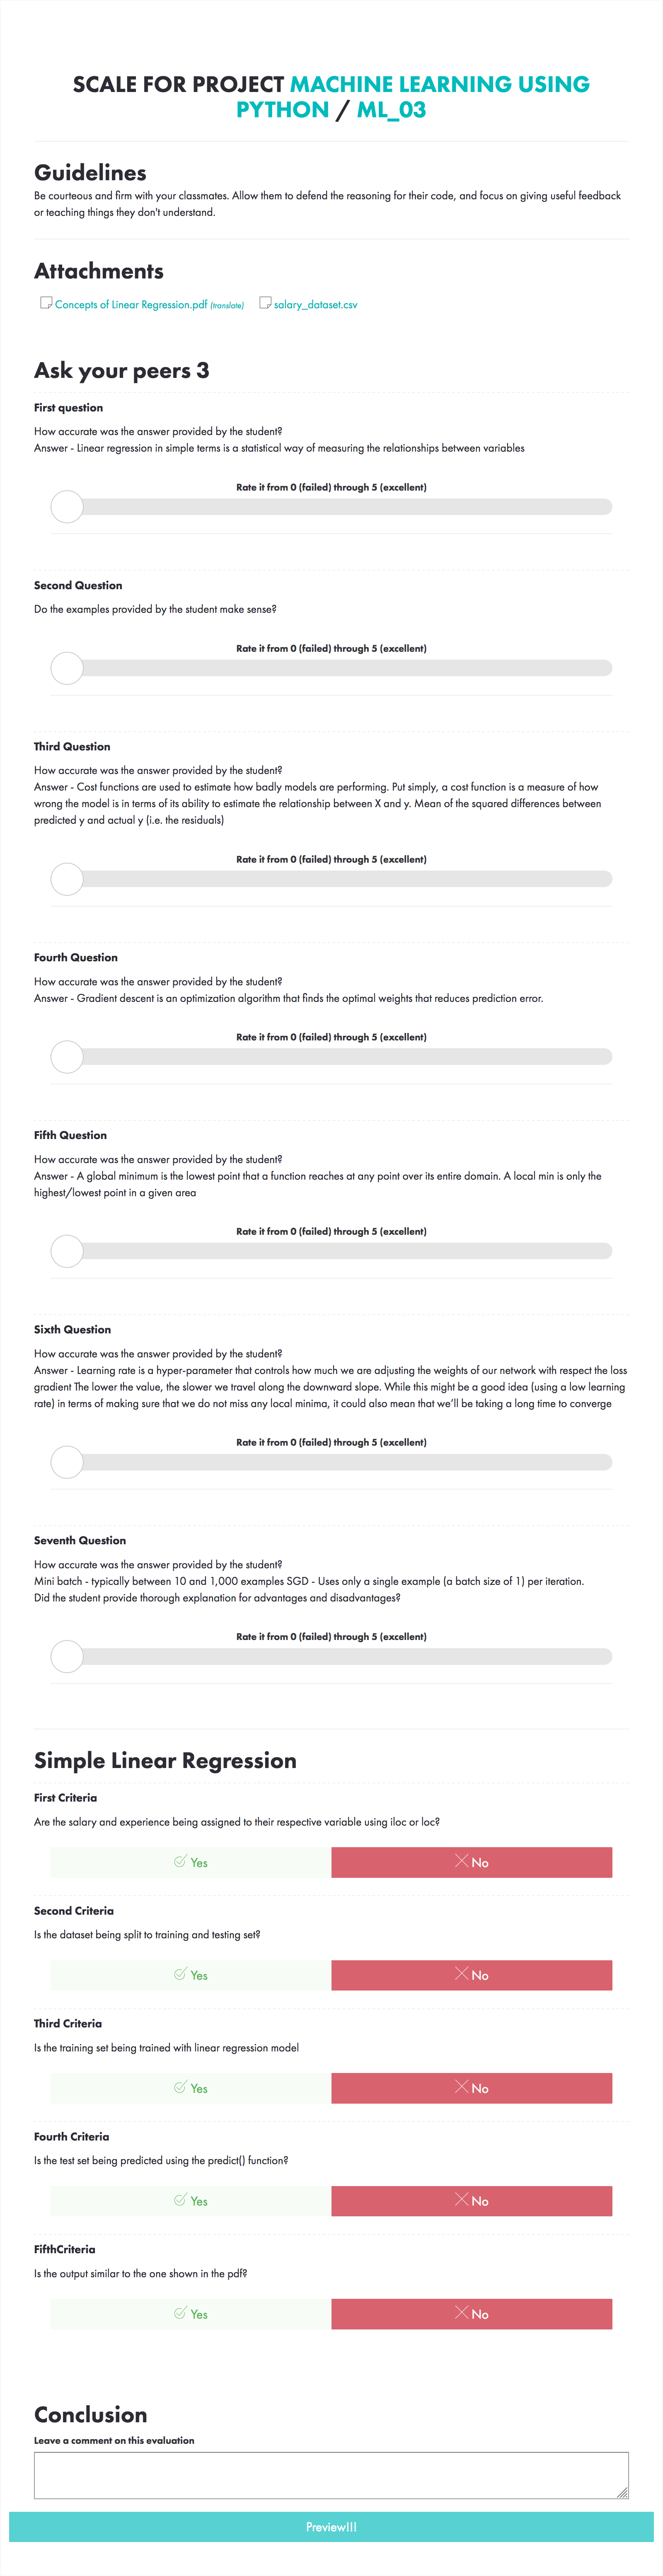 SCALE FOR PROJECT MACHINE LEARNING USING
PYTHON / ML_03
Guidelines
Be courteous and firm with your classmates. Allow them to defend the reasoning for their code, and focus on giving useful feedback
or teaching things they don't understand.
Attachments
Concepts of Linear Regression.pdf (translate) salary_dataset.csv
Ask your peers 3
First question
How accurate was the answer provided by the student?
Answer - Linear regression in simple terms is a statistical way of measuring the relationships between variables
Rate it from 0 (failed) through 5 (excellent)
Second Question
Do the examples provided by the student make sense?
Rate it from 0 (failed) through 5 (excellent)
Third Question
How accurate was the answer provided by the student?
Answer - Cost functions are used to estimate how badly models are performing. Put simply, a cost function is a measure of how
wrong the model is in terms of its ability to estimate the relationship between X and y. Mean of the squared differences between
predicted y and actual y (i.e. the residuals)
Rate it from 0 (failed) through 5 (excellent)
Fourth Question
How accurate was the answer provided by the student?
Answer - Gradient descent is an optimization algorithm that finds the optimal weights that reduces prediction error.
Rate it from 0 (failed) through 5 (excellent)
Fifth Question
How accurate was the answer provided by the student?
Answer - A global minimum is the lowest point that a function reaches at any point over its entire domain. A local min is only the
highest/lowest point in a given area
Rate it from 0 (failed) through 5 (excellent)
Sixth Question
How accurate was the answer provided by the student?
Answer - Learning rate is a hyper-parameter that controls how much we are adjusting the weights of our network with respect the loss
gradient The lower the value, the slower we travel along the downward slope. While this might be a good idea (using a low learning
rate) in terms of making sure that we do not miss any local minima, it could also mean that we'll be taking a long time to converge
Rate it from 0 (failed) through 5 (excellent)
Seventh Question
How accurate was the answer provided by the student?
Mini batch - typically between 10 and 1,000 examples SGD - Uses only a single example (a batch size of 1) per iteration.
Did the student provide thorough explanation for advantages and disadvantages?
Rate it from 0 (failed) through 5 (excellent)
Simple Linear Regression
First Criteria
Are the salary and experience being assigned to their respective variable using iloc or loc?
Yes No
Second Criteria
Is the dataset being split to training and testing set?
Yes No
Third Criteria
Is the training set being trained with linear regression model
Yes No
Fourth Criteria
Is the test set being predicted using the predict() function?
Yes No
FifthCriteria
Is the output similar to the one shown in the pdf?
Yes No
Conclusion
Leave a comment on this evaluation
Preview!!!